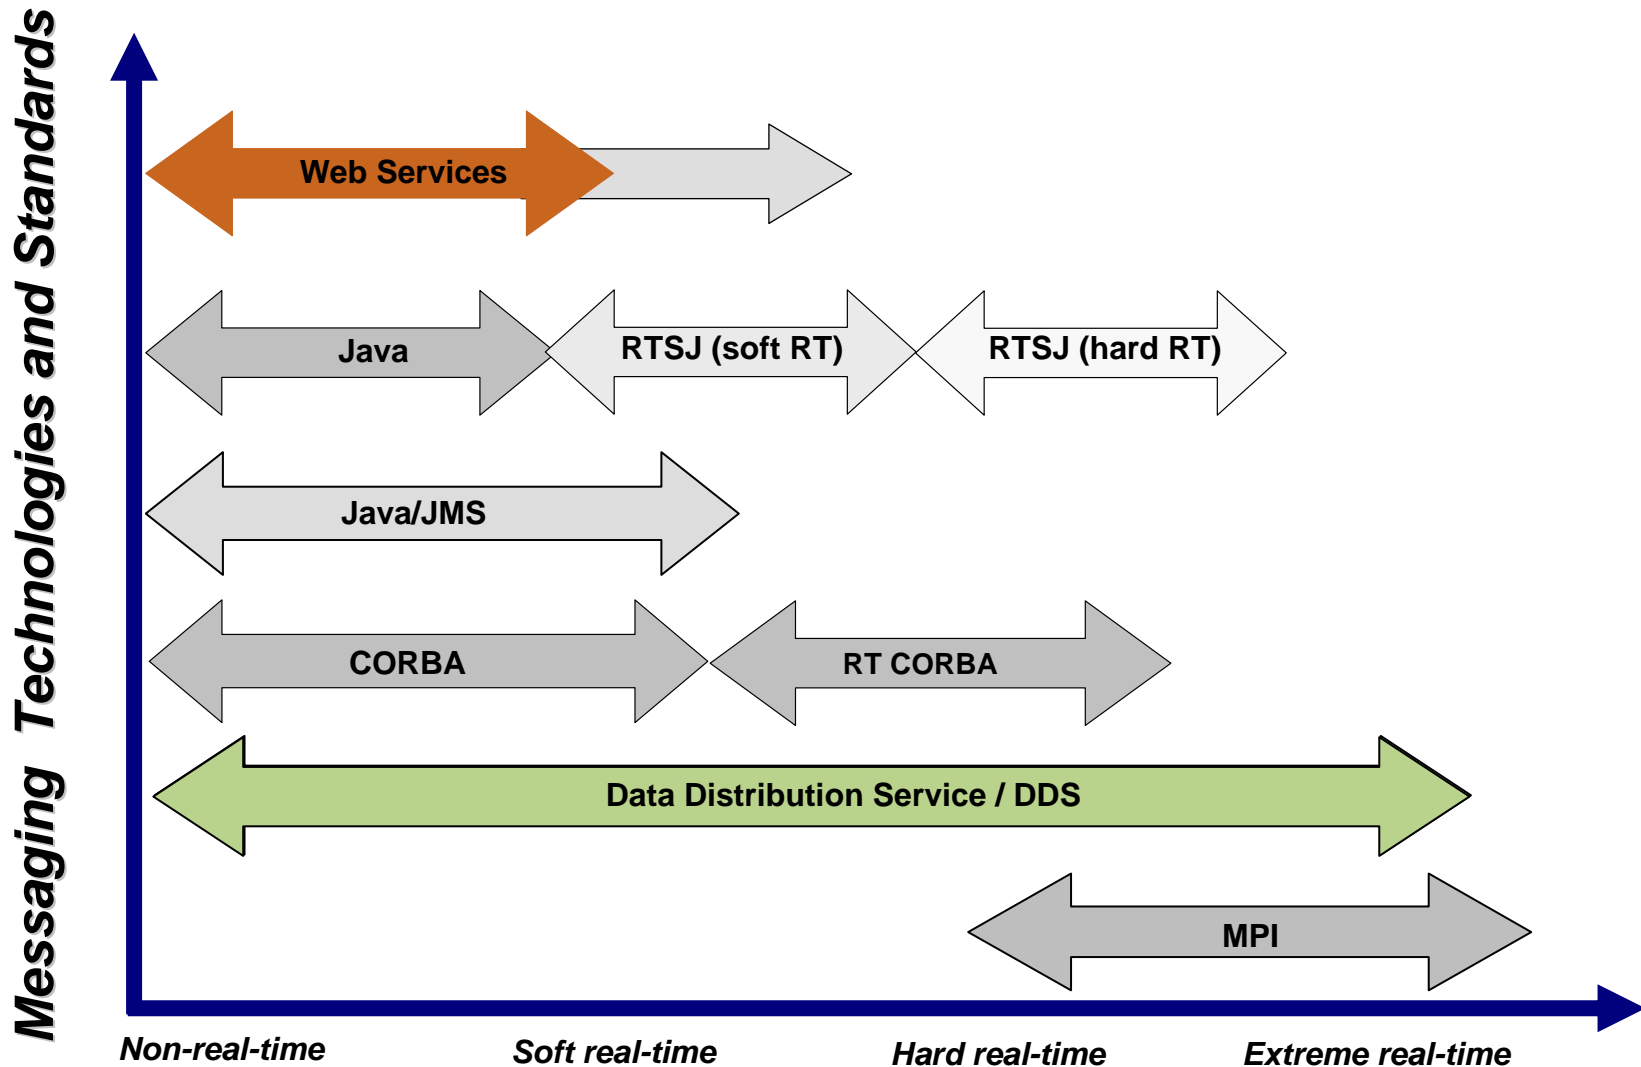 Messaging Technologies and Standards
Web Services
Java
RTSJ (soft RT)
RTSJ (hard RT)
Java/JMS
CORBA
RT CORBA
Data Distribution Service / DDS
MPI
Non-real-time
Soft real-time
Hard real-time
Extreme real-time